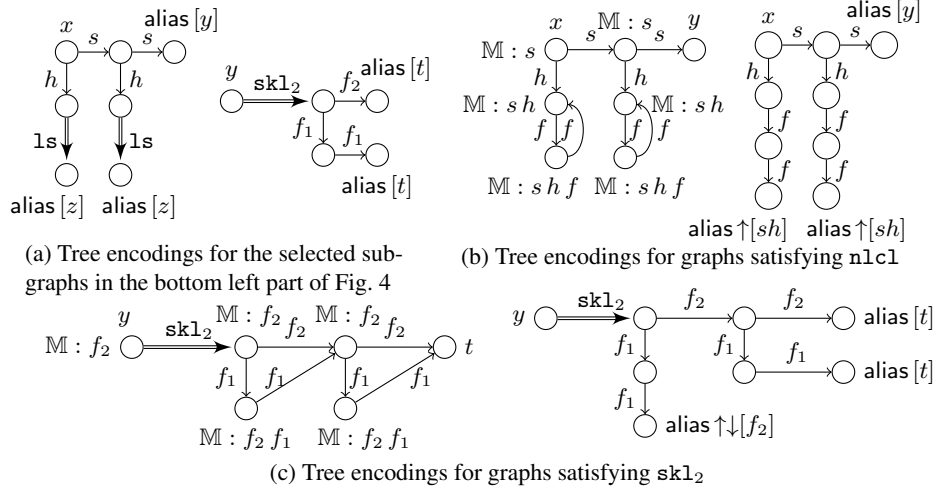 x s s alias [y]
h h
ls ls
alias [z] alias [z]
y skl₂ f₂ alias [t]
f₁ f₁
alias [t]
(a) Tree encodings for the selected sub-
graphs in the bottom left part of Fig. 4
𝕄 : s x s 𝕄 : s s y
h h
𝕄 : s h 𝕄 : s h
f f f f
𝕄 : s h f 𝕄 : s h f
x s s alias [y]
h h
f f
f f
alias ↑[sh] alias ↑[sh]
(b) Tree encodings for graphs satisfying nlcl
𝕄 : f₂ y skl₂ 𝕄 : f₂ f₂ 𝕄 : f₂ f₂ t
f₁ f₁ f₁ f₁
𝕄 : f₂ f₁ 𝕄 : f₂ f₁
y skl₂ f₂ f₂ alias [t]
f₁ f₁ f₁ alias [t]
f₁
alias ↑↓[f₂]
(c) Tree encodings for graphs satisfying skl₂